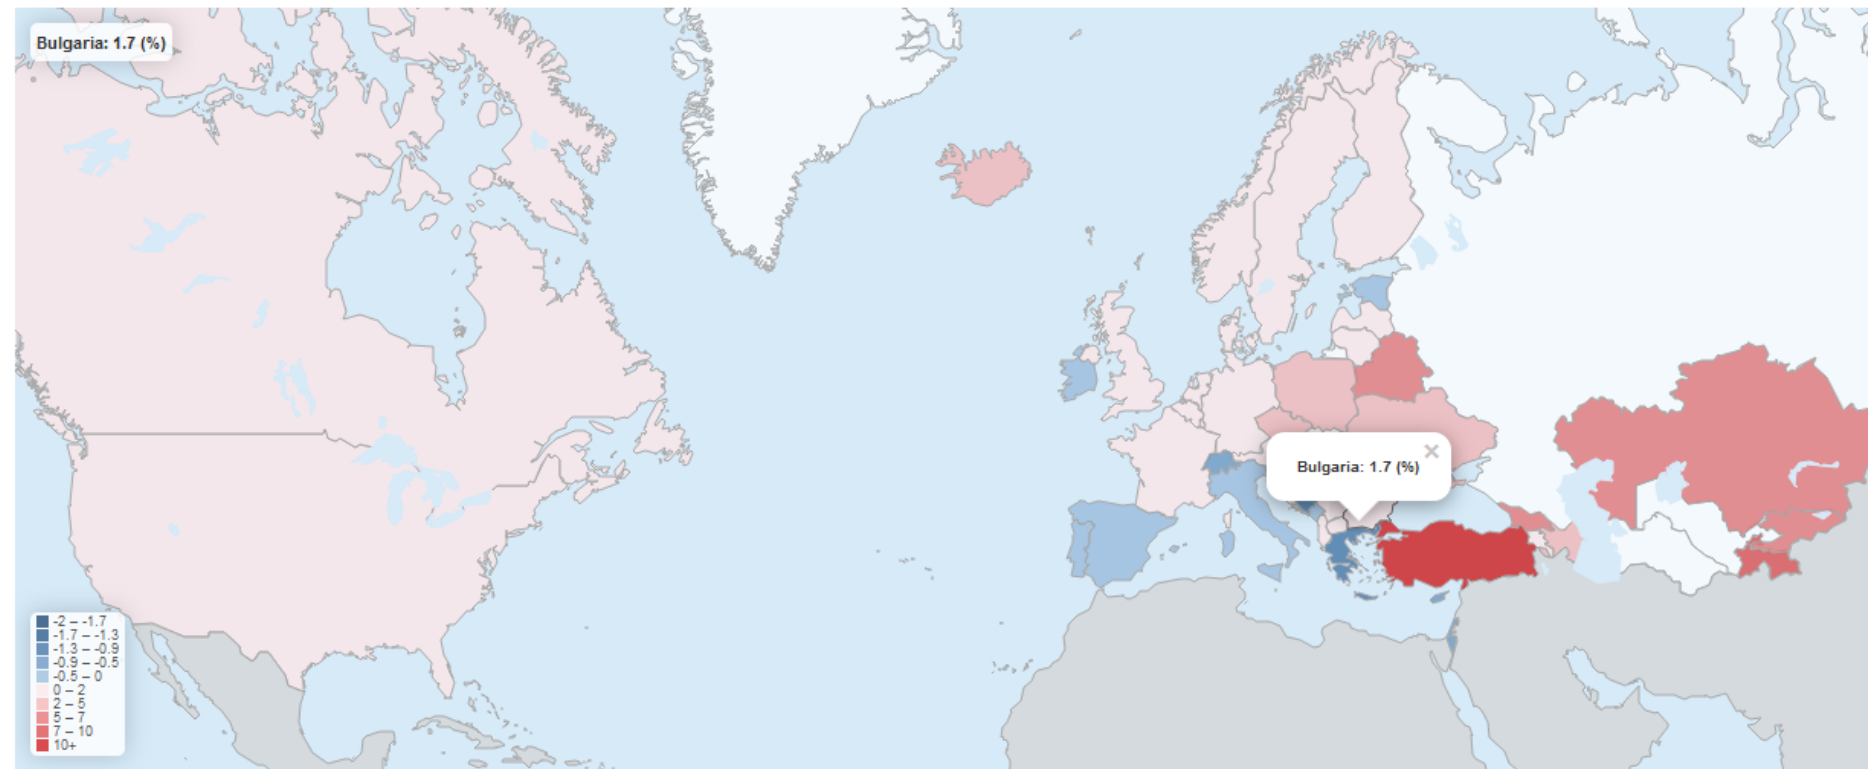 Bulgaria: 1.7 (%)
Bulgaria: 1.7 (%)
-2 – -1.7
-1.7 – -1.3
-1.3 – -0.9
-0.9 – -0.5
-0.5 – 0
0 – 2
2 – 5
5 – 7
7 – 10
10+